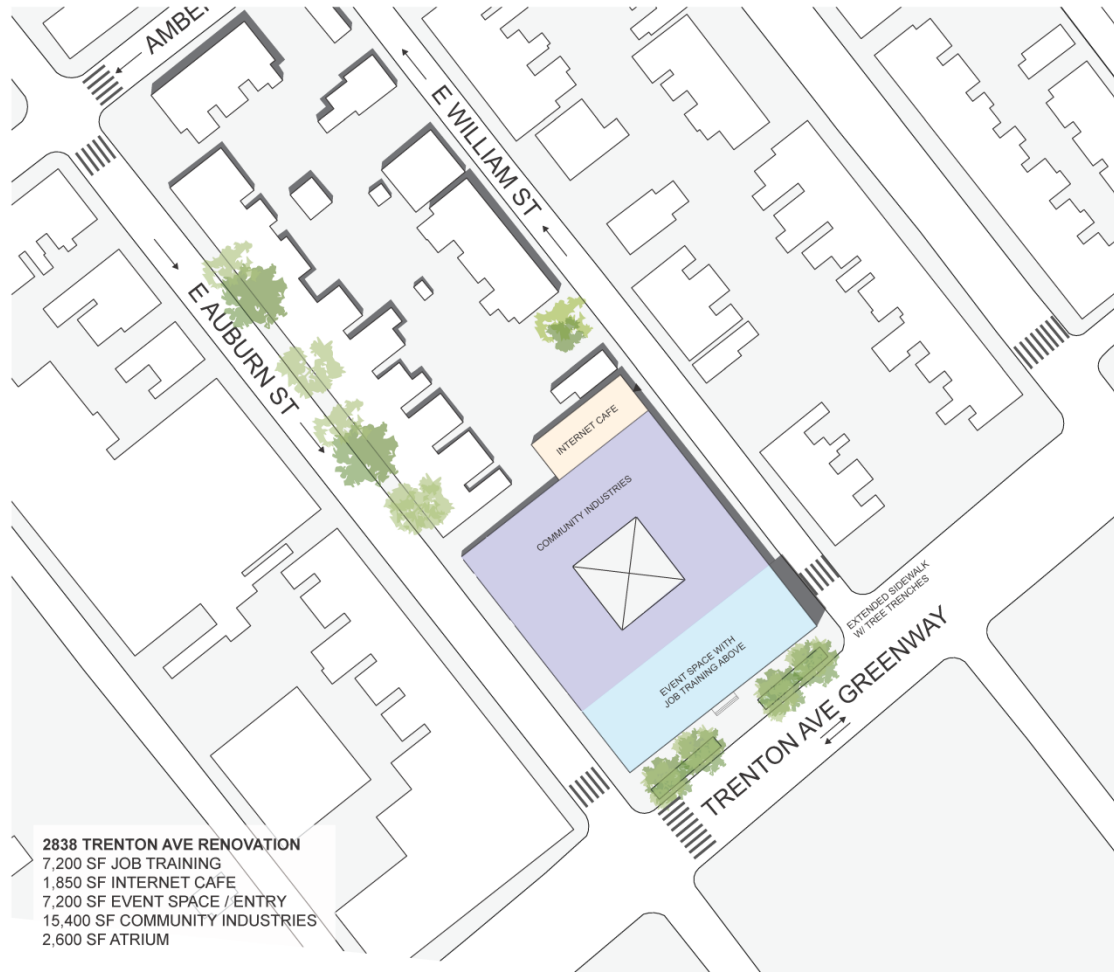 AMBE
E WILLIAM ST
E AUBURN ST
INTERNET CAFE
COMMUNITY INDUSTRIES
EVENT SPACE WITH
JOB TRAINING ABOVE
EXTENDED SIDEWALK
W/ TREE TRENCHES
TRENTON AVE GREENWAY
2838 TRENTON AVE RENOVATION
7,200 SF JOB TRAINING
1,850 SF INTERNET CAFE
7,200 SF EVENT SPACE / ENTRY
15,400 SF COMMUNITY INDUSTRIES
2,600 SF ATRIUM